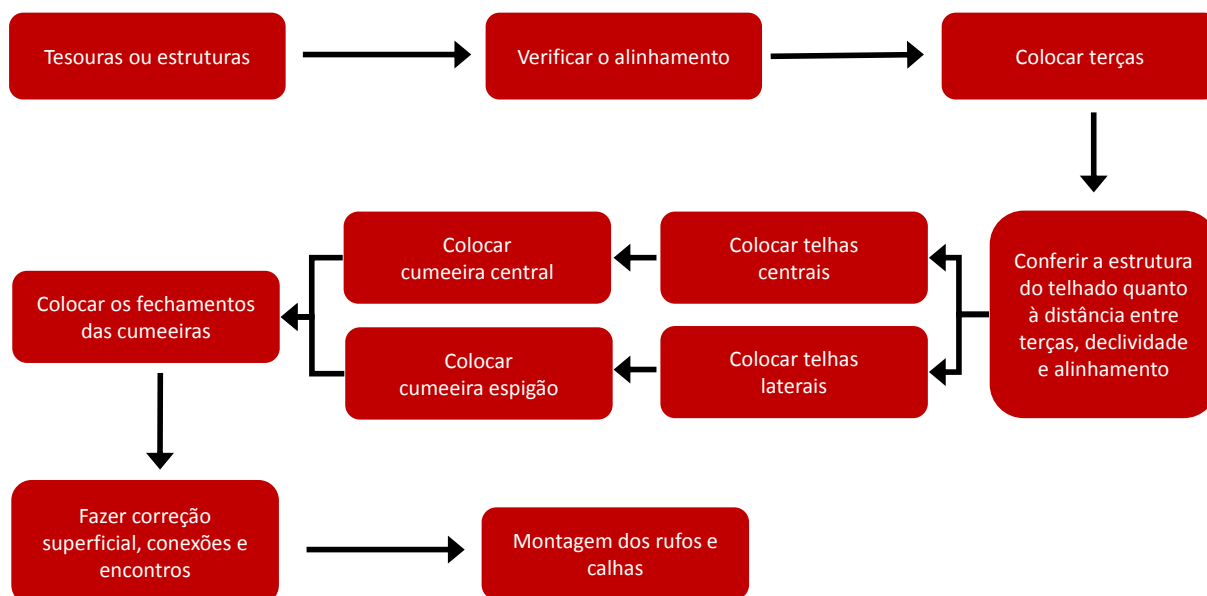 Tesouras ou estruturas
Verificar o alinhamento
Colocar terças
Conferir a estrutura
do telhado quanto
à distância entre
terças, declividade
e alinhamento
Colocar telhas
centrais
Colocar
cumeeira central
Colocar telhas
laterais
Colocar
cumeeira espigão
Colocar os fechamentos
das cumeeiras
Fazer correção
superficial, conexões e
encontros
Montagem dos rufos e
calhas